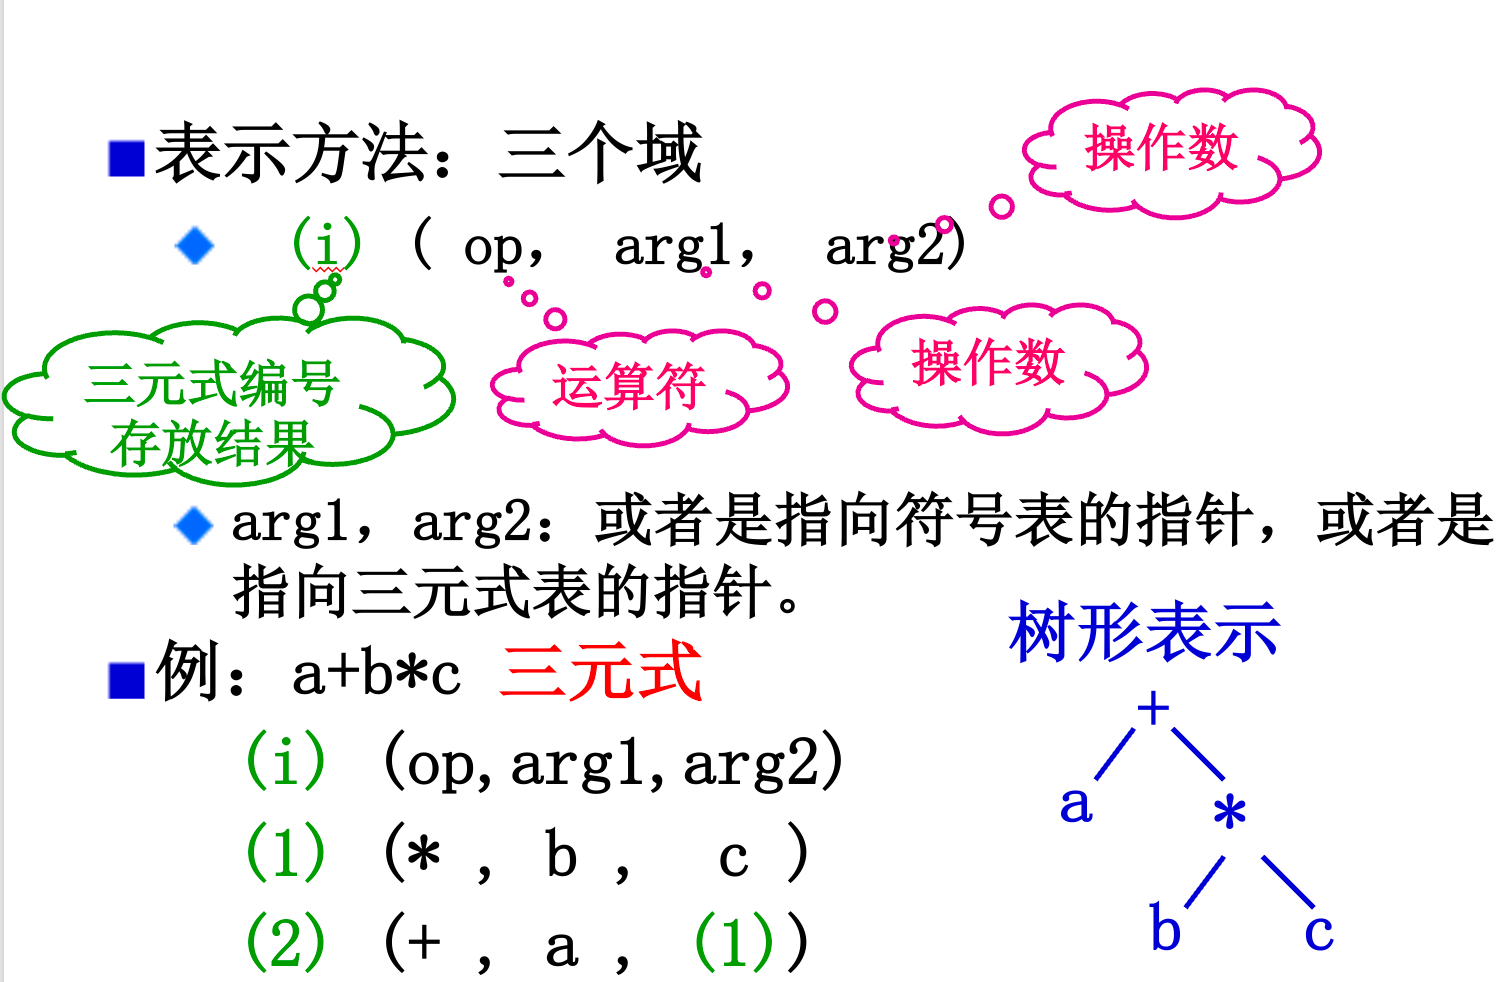 表示方法：三个域
操作数
(i) ( op, arg1, arg2)
三元式编号
存放结果
运算符
操作数
arg1，arg2：或者是指向符号表的指针，或者是
指向三元式表的指针。
树形表示
例：a+b*c 三元式
+
(i) (op,arg1,arg2)
a *
(1) (* , b , c )
b c
(2) (+ , a , (1))